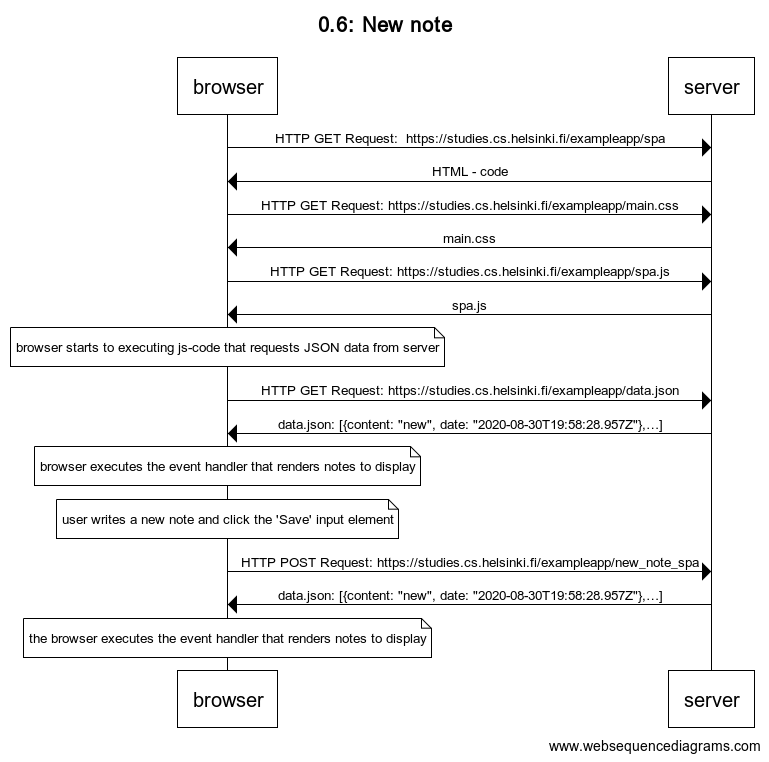 0.6: New note
browser server
HTTP GET Request:  https://studies.cs.helsinki.fi/exampleapp/spa
HTML - code
HTTP GET Request: https://studies.cs.helsinki.fi/exampleapp/main.css
main.css
HTTP GET Request: https://studies.cs.helsinki.fi/exampleapp/spa.js
spa.js
browser starts to executing js-code that requests JSON data from server
HTTP GET Request: https://studies.cs.helsinki.fi/exampleapp/data.json
data.json: [{content: "new", date: "2020-08-30T19:58:28.957Z"},...]
browser executes the event handler that renders notes to display
user writes a new note and click the 'Save' input element
HTTP POST Request: https://studies.cs.helsinki.fi/exampleapp/new_note_spa
data.json: [{content: "new", date: "2020-08-30T19:58:28.957Z"},...]
the browser executes the event handler that renders notes to display
browser server
www.websequencediagrams.com